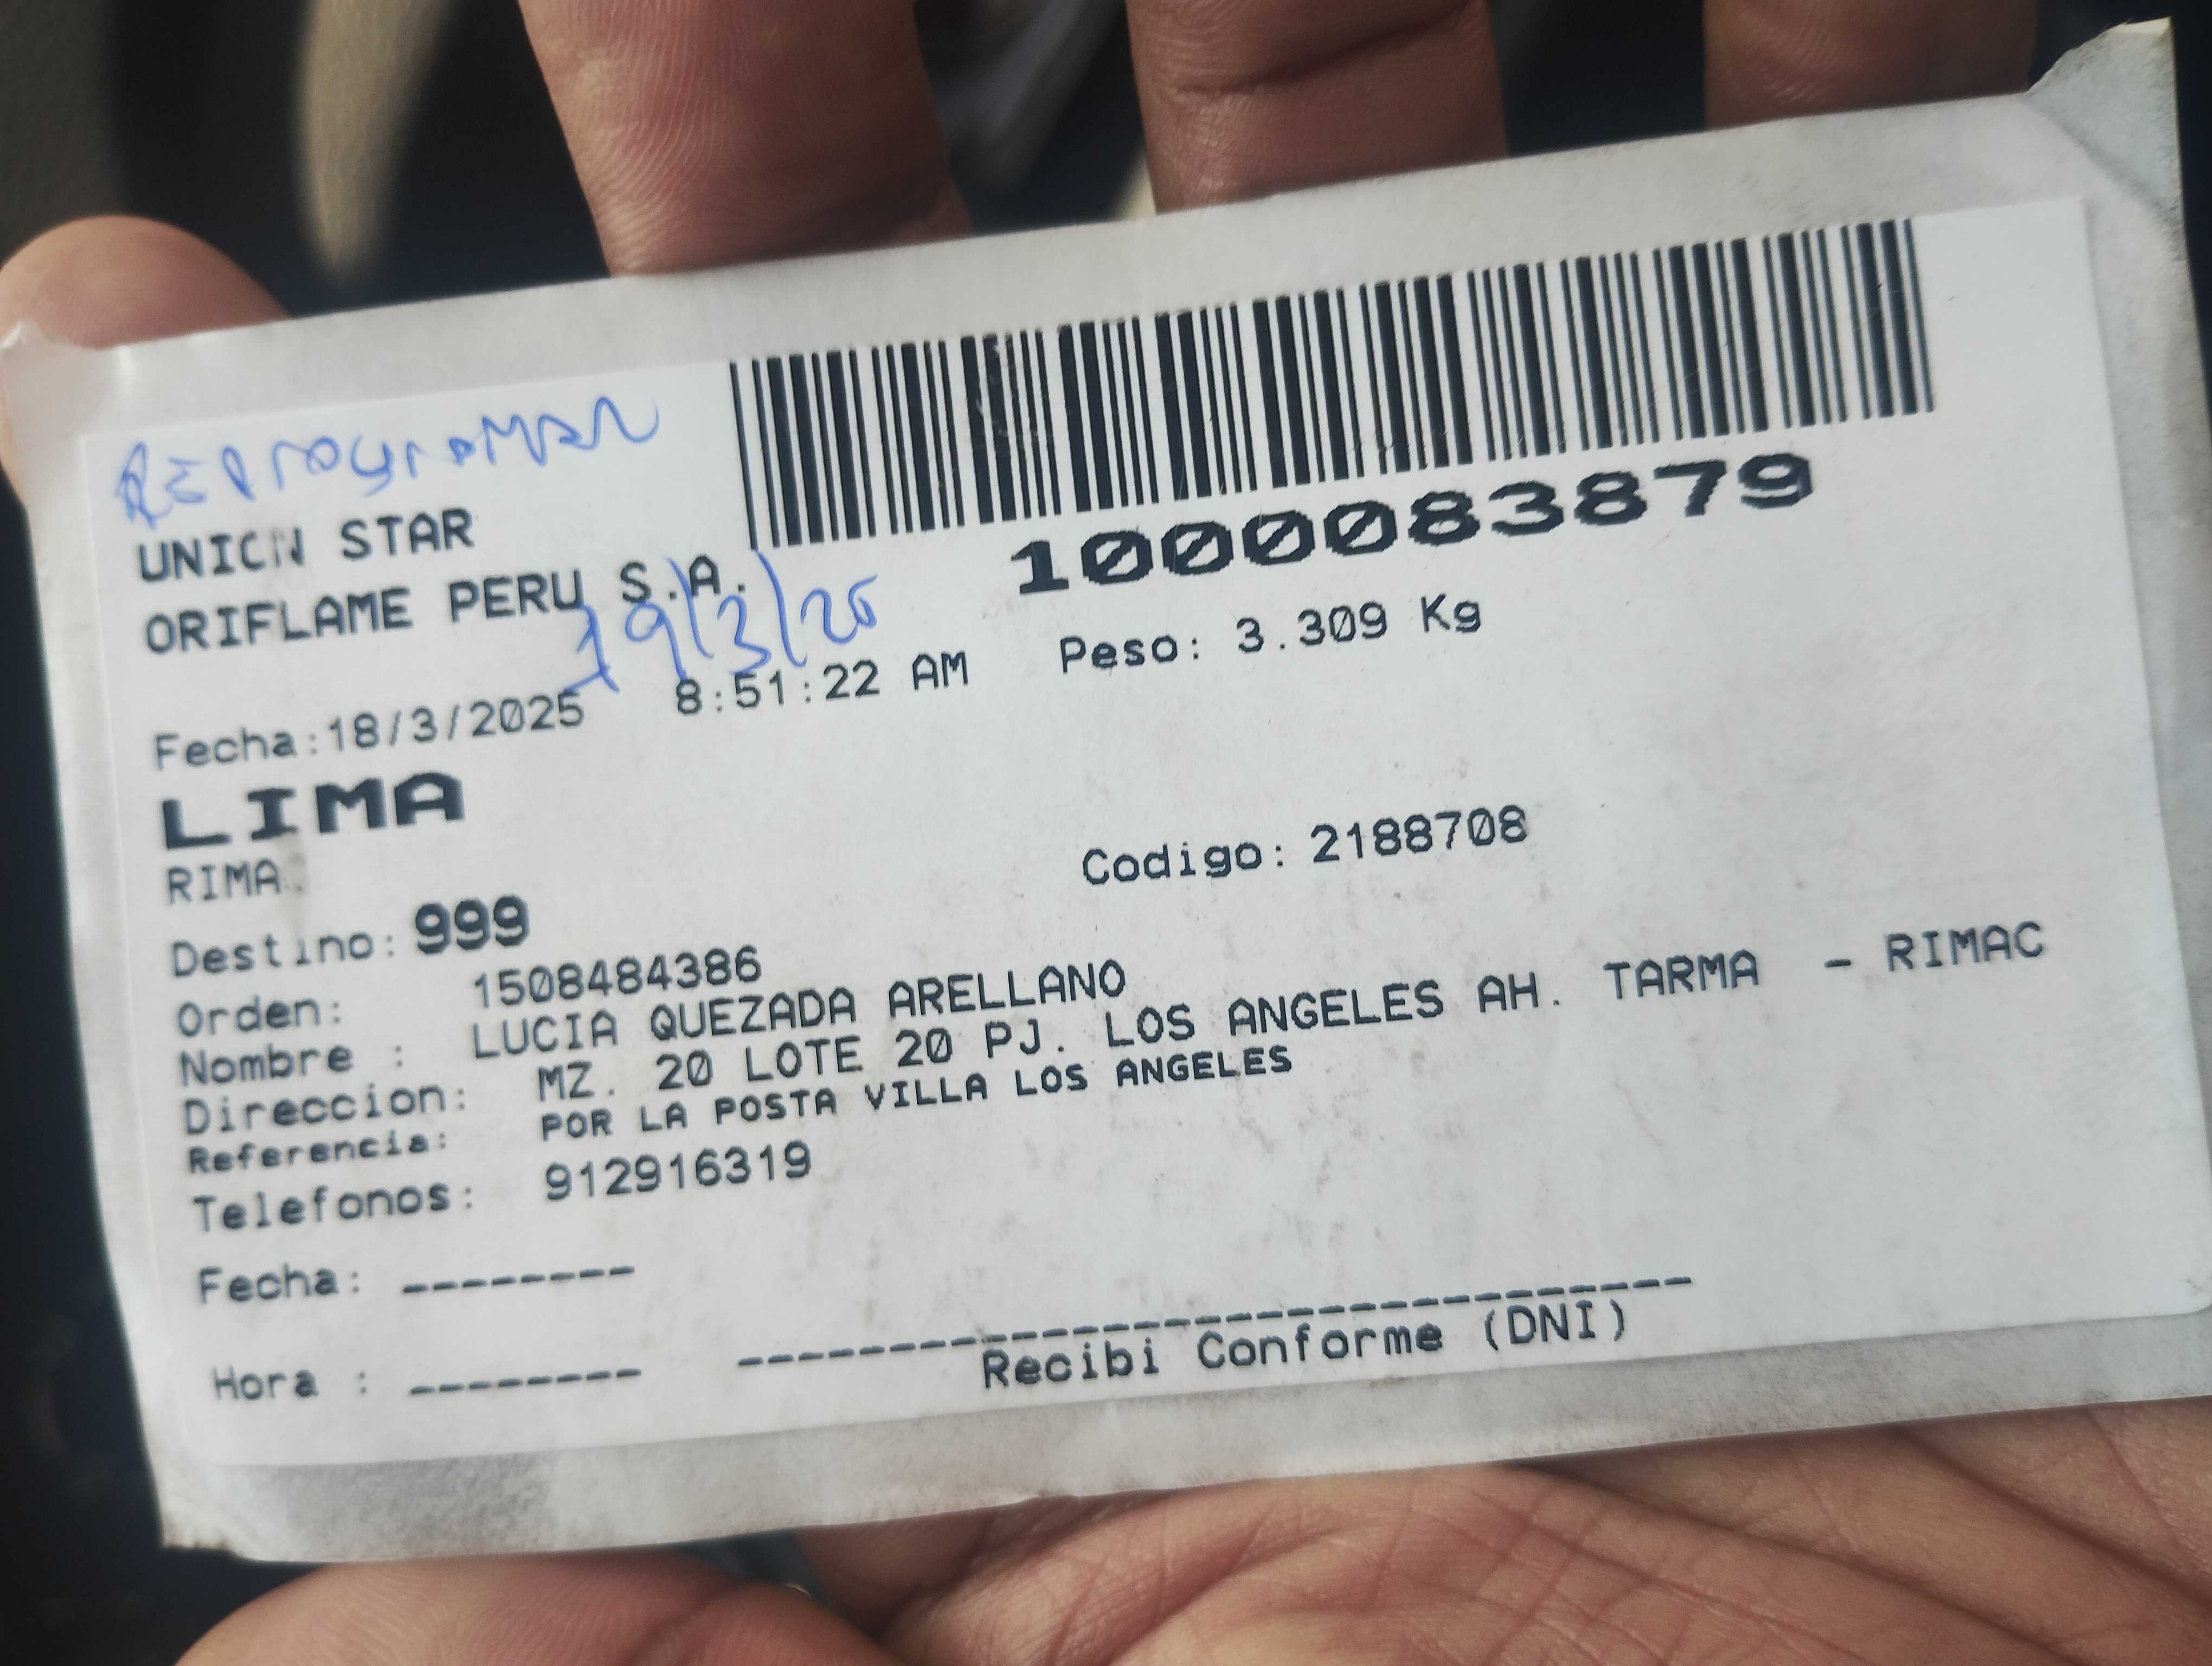 Reprogramar
1000083879
UNION STAR
ORIFLAME PERU S.A.
19/3/25
Fecha:18/3/2025 8:51:22 AM Peso: 3.309 Kg
LIMA
RIMA
Codigo: 2188708
Destino: 999
Orden: 1508484386
Nombre : LUCIA QUEZADA ARELLANO
Direccion: MZ. 20 LOTE 20 PJ. LOS ANGELES AH. TARMA - RIMAC
Referencia: POR LA POSTA VILLA LOS ANGELES
Telefonos: 912916319
Fecha: --------
Hora : --------
Recibi Conforme (DNI)